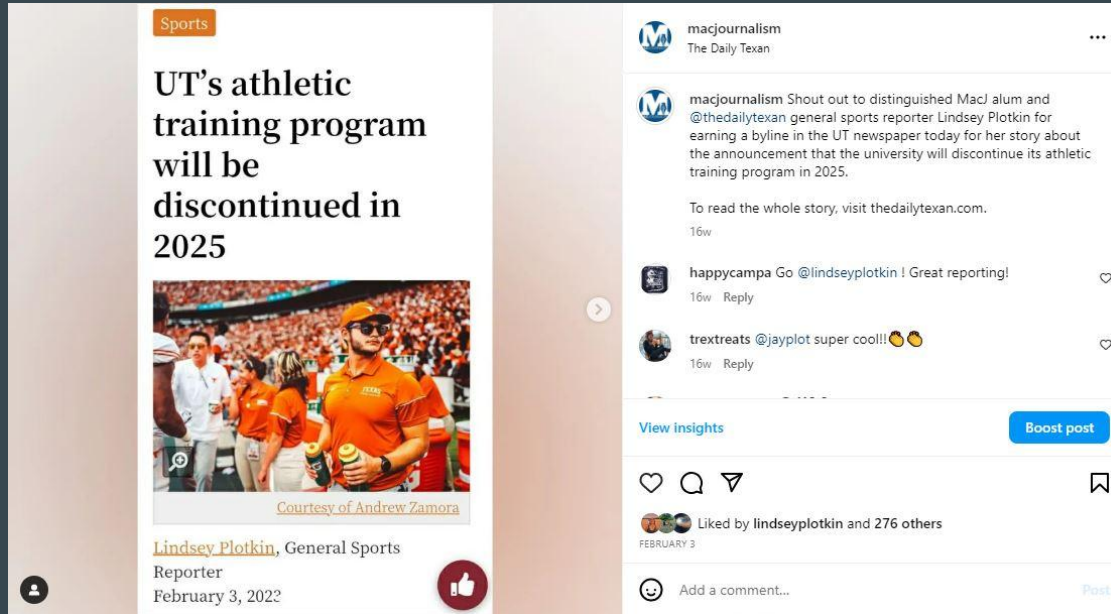 Sports
UT's athletic
training program
will be
discontinued in
2025
TEXAS
Courtesy of Andrew Zamora
Lindsey Plotkin, General Sports
Reporter
February 3,
macjournalism
The Daily Texan
macjournalism Shout out to distinguished MacJ alum and
@thedailytexan general sports reporter Lindsey Plotkin for
earning a byline in the UT newspaper today for her story about
the announcement that the university will discontinue its athletic
training program in 2025.
To read the whole story, visit thedailytexan.com.
16w
happycampa Go @lindseyplotkin ! Great reporting!
16w Reply
trextreats @jayplot super cool!!👏👏
16w Reply
View insights
Boost post
Liked by lindseyplotkin and 276 others
FEBRUARY 3
Add a comment...
Post